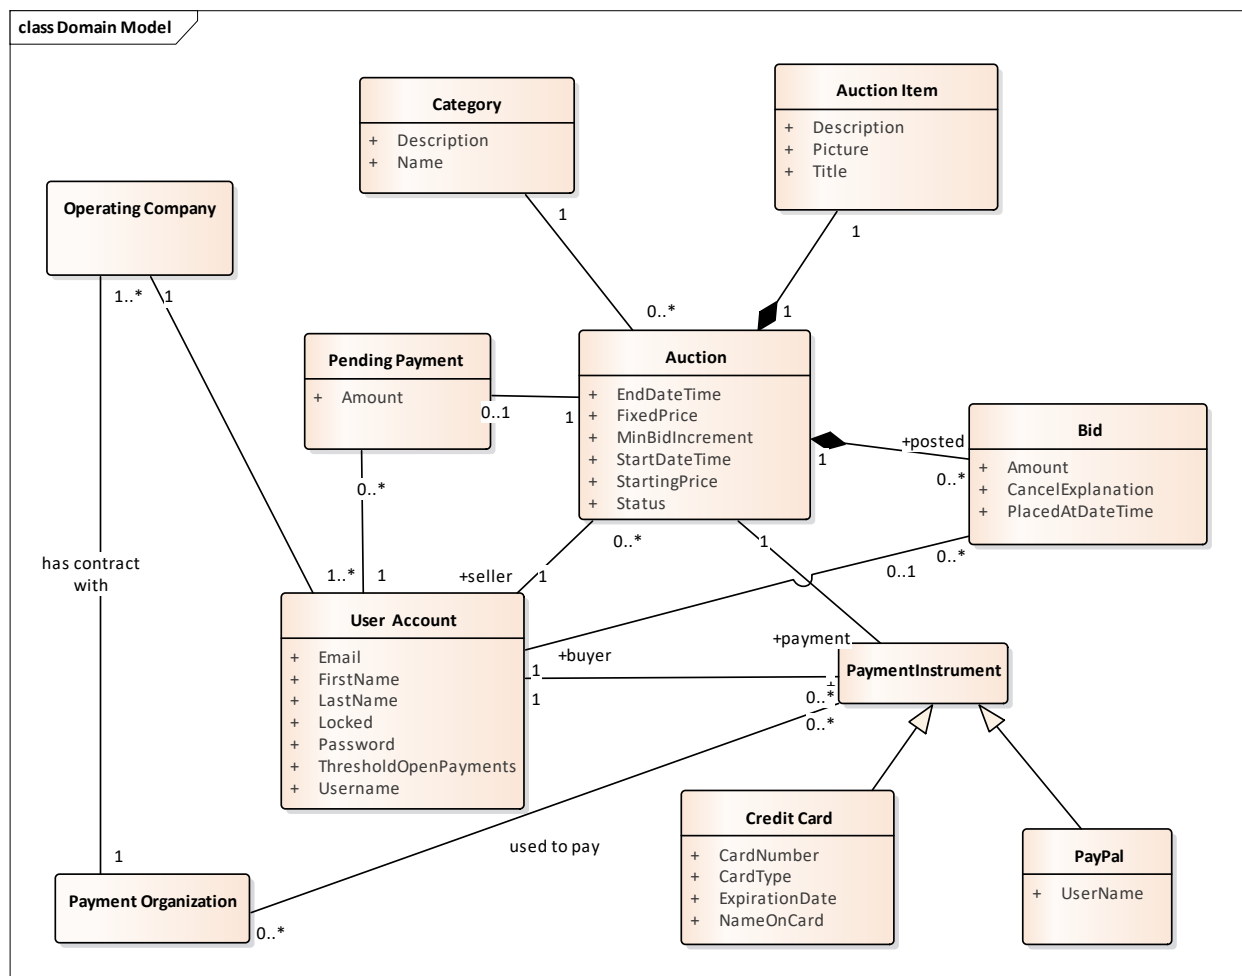 class Domain Model
Category
+ Description
+ Name
Auction Item
+ Description
+ Picture
+ Title
Operating Company
1
1
1..*
1
0..*
1
Pending Payment
+ Amount
0..1
1
Auction
+ EndDateTime
+ FixedPrice
+ MinBidIncrement
+ StartDateTime
+ StartingPrice
+ Status
+posted
1
0..*
Bid
+ Amount
+ CancelExplanation
+ PlacedAtDateTime
0..*
0..*
1
0..*
0..1
has contract
with
1..*
1
+seller
1
User Account
+ Email
+ FirstName
+ LastName
+ Locked
+ Password
+ ThresholdOpenPayments
+ Username
+buyer
1
1
+payment
0..*
0..*
PaymentInstrument
used to pay
Credit Card
+ CardNumber
+ CardType
+ ExpirationDate
+ NameOnCard
PayPal
+ UserName
1
Payment Organization
0..*